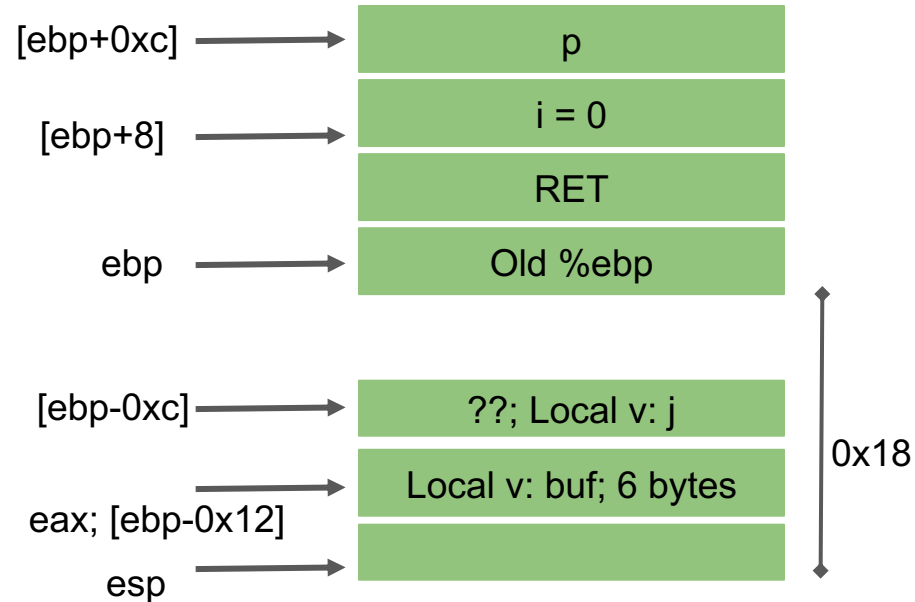 [ebp+0xc]
p
[ebp+8]
i = 0
RET
ebp
Old %ebp
[ebp-0xc]
??; Local v: j
0x18
Local v: buf; 6 bytes
eax; [ebp-0x12]
esp